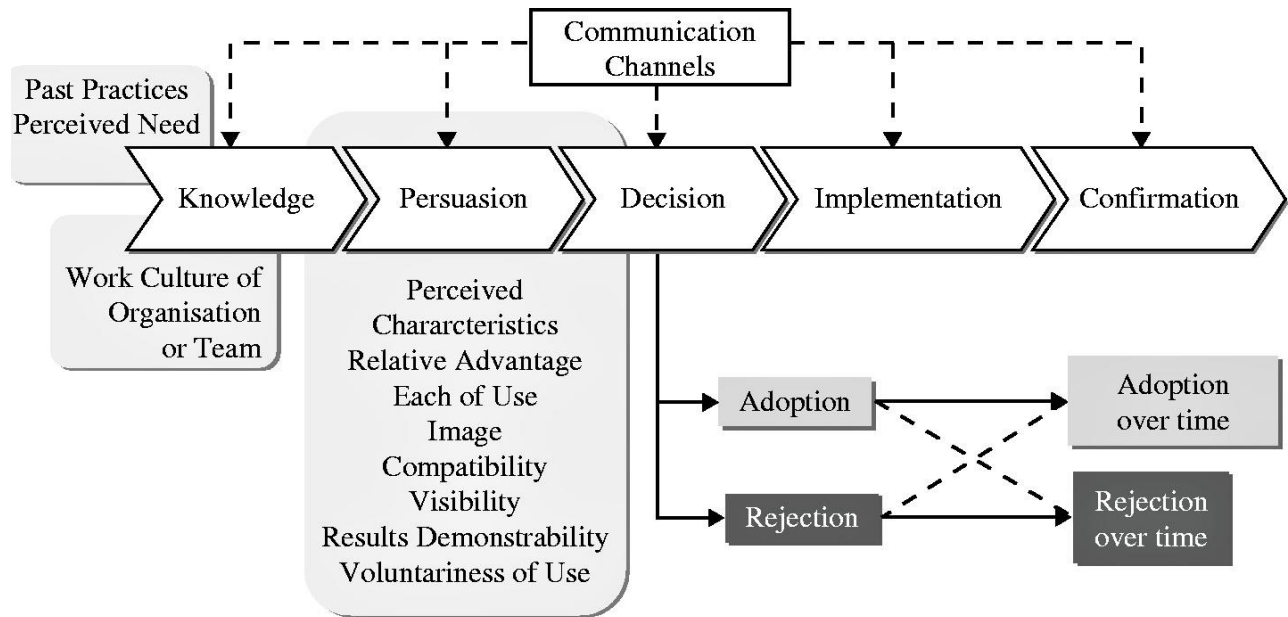 Communication
Channels
Past Practices
Perceived Need
Knowledge
Persuasion
Decision
Implementation
Confirmation
Work Culture of
Organisation
or Team
Perceived
Chararcteristics
Relative Advantage
Each of Use
Image
Compatibility
Visibility
Results Demonstrability
Voluntariness of Use
Adoption
Adoption
over time
Rejection
Rejection
over time